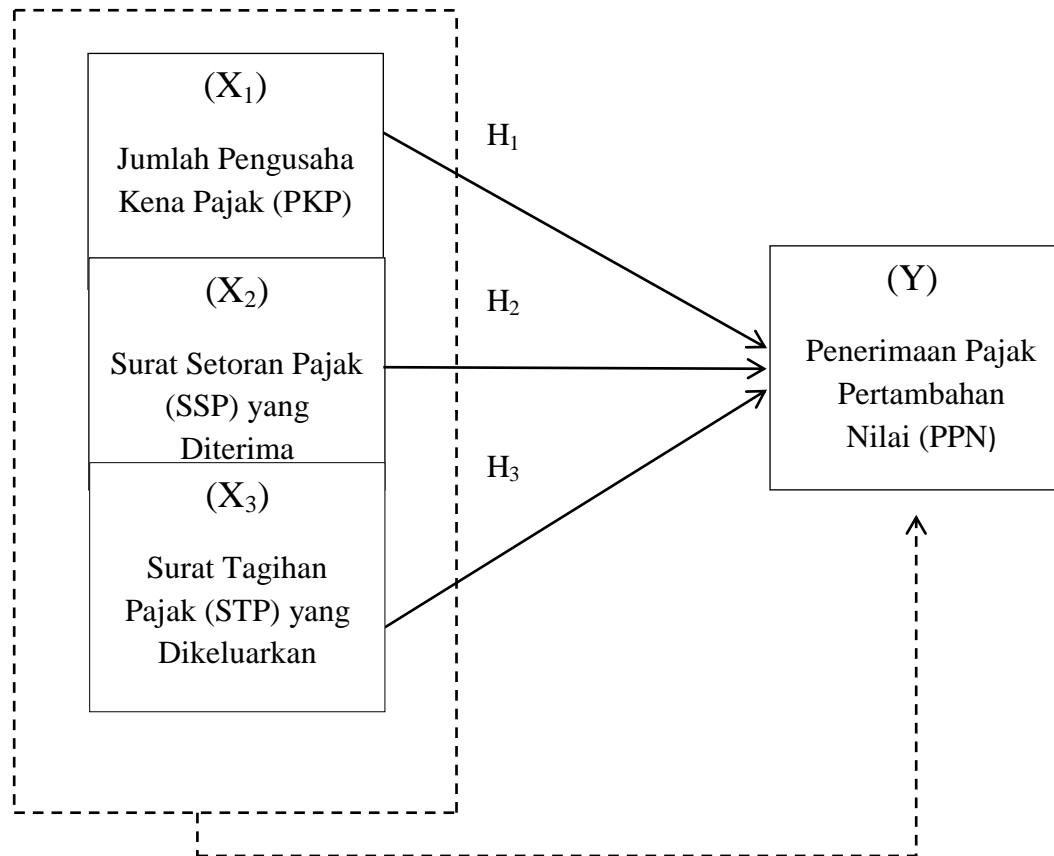 (X₁)
Jumlah Pengusaha
Kena Pajak (PKP)
H₁
(X₂)
Surat Setoran Pajak
(SSP) yang
Diterima
H₂
(X₃)
Surat Tagihan
Pajak (STP) yang
Dikeluarkan
H₃
(Y)
Penerimaan Pajak
Pertambahan
Nilai (PPN)